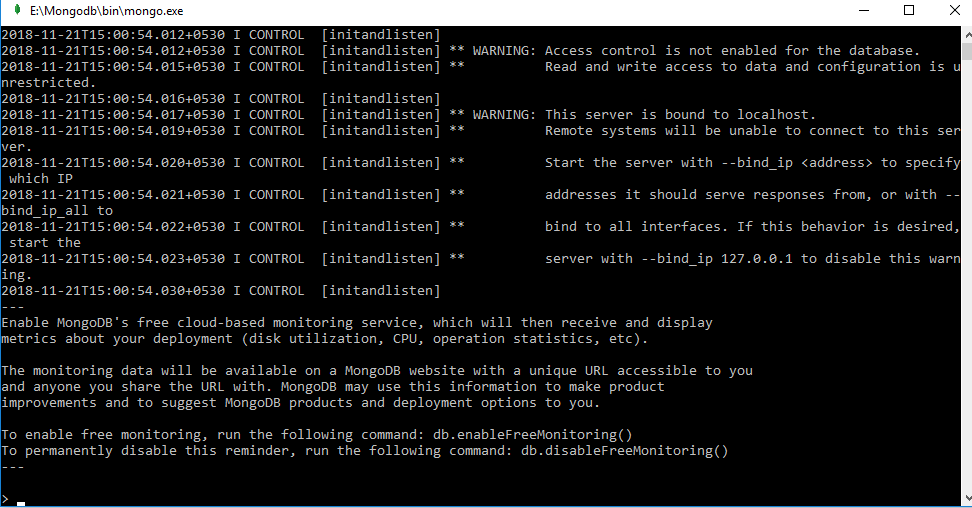 E:\Mongodb\bin\mongo.exe
2018-11-21T15:00:54.012+0530 I CONTROL  [initandlisten]
2018-11-21T15:00:54.012+0530 I CONTROL  [initandlisten] ** WARNING: Access control is not enabled for the database.
2018-11-21T15:00:54.015+0530 I CONTROL  [initandlisten] **          Read and write access to data and configuration is u
nrestricted.
2018-11-21T15:00:54.016+0530 I CONTROL  [initandlisten]
2018-11-21T15:00:54.017+0530 I CONTROL  [initandlisten] ** WARNING: This server is bound to localhost.
2018-11-21T15:00:54.019+0530 I CONTROL  [initandlisten] **          Remote systems will be unable to connect to this ser
ver.
2018-11-21T15:00:54.020+0530 I CONTROL  [initandlisten] **          Start the server with --bind_ip <address> to specify
 which IP
2018-11-21T15:00:54.021+0530 I CONTROL  [initandlisten] **          addresses it should serve responses from, or with --
bind_ip_all to
2018-11-21T15:00:54.022+0530 I CONTROL  [initandlisten] **          bind to all interfaces. If this behavior is desired,
 start the
2018-11-21T15:00:54.023+0530 I CONTROL  [initandlisten] **          server with --bind_ip 127.0.0.1 to disable this warn
ing.
2018-11-21T15:00:54.030+0530 I CONTROL  [initandlisten]
---
Enable MongoDB's free cloud-based monitoring service, which will then receive and display
metrics about your deployment (disk utilization, CPU, operation statistics, etc).

The monitoring data will be available on a MongoDB website with a unique URL accessible to you
and anyone you share the URL with. MongoDB may use this information to make product
improvements and to suggest MongoDB products and deployment options to you.

To enable free monitoring, run the following command: db.enableFreeMonitoring()
To permanently disable this reminder, run the following command: db.disableFreeMonitoring()
---

> _